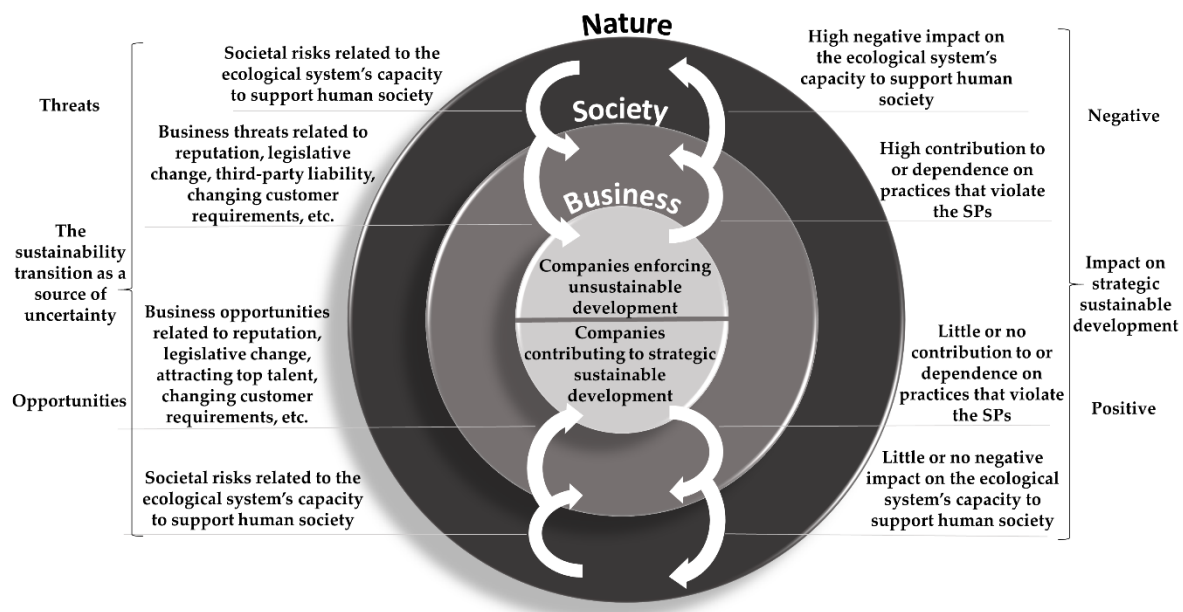 Nature
Society
Business
Threats
Societal risks related to the
ecological system's capacity
to support human society
Business threats related to
reputation, legislative
change, third-party liability,
changing customer
requirements, etc.
The
sustainability
transition as a
source of
uncertainty
Business opportunities
related to reputation,
legislative change,
attracting top talent,
changing customer
requirements, etc.
Opportunities
Societal risks related to the
ecological system's capacity
to support human society
Companies enforcing
unsustainable
development
Companies
contributing to strategic
sustainable
development
High negative impact on
the ecological system's
capacity to support human
society
Negative
High contribution to
or dependence on
practices that violate
the SPs
Impact on
strategic
sustainable
development
Little or no
contribution to or
dependence on
practices that violate
the SPs
Positive
Little or no negative
impact on the ecological
system's capacity to
support human society